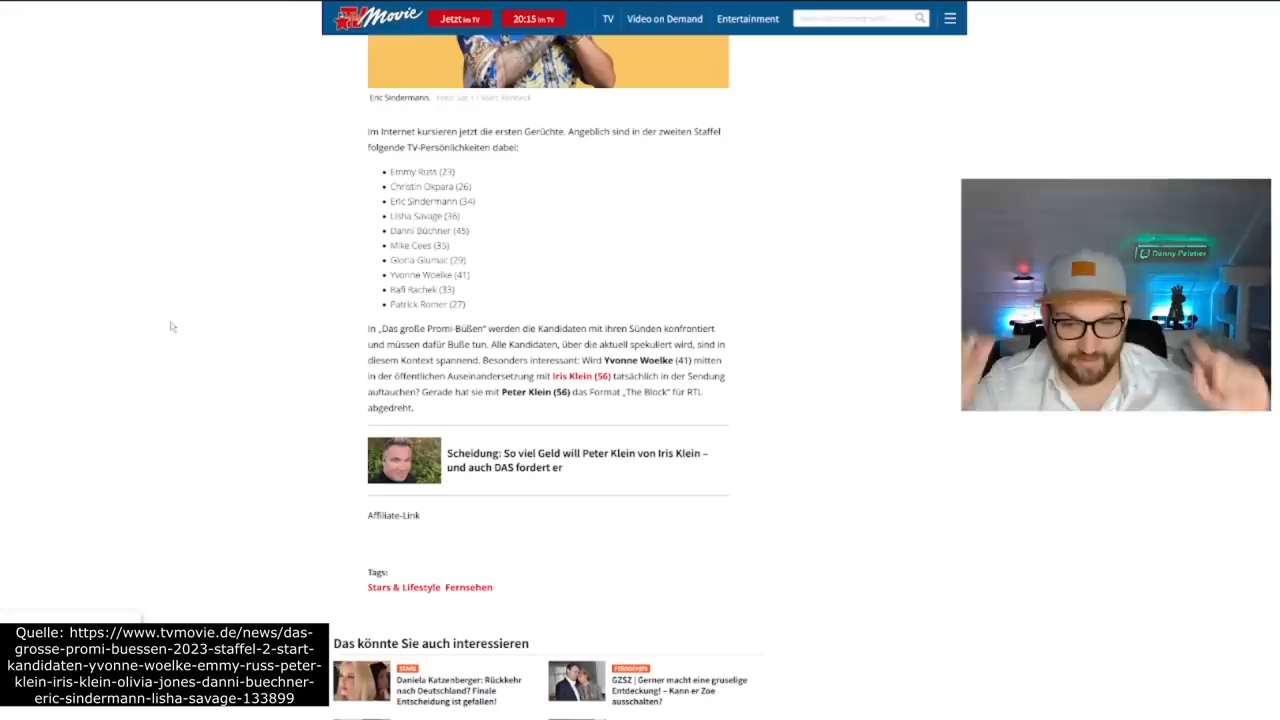 TVMovie
Jetzt im TV
20:15 im TV
TV
Video on Demand
Entertainment
Eric Sindermann. Foto: Sat.1 / Marc Rehbeck
Im Internet kursieren jetzt die ersten Gerüchte. Angeblich sind in der zweiten Staffel
folgende TV-Persönlichkeiten dabei:
Emmy Russ (23)
Christin Okpara (26)
Eric Sindermann (34)
Lisha Savage (36)
Danni Büchner (45)
Mike Cees (35)
Gloria Glumac (29)
Yvonne Woelke (41)
Rafi Rachek (33)
Patrick Romer (27)
In „Das große Promi-Büßen“ werden die Kandidaten mit ihren Sünden konfrontiert
und müssen dafür Buße tun. Alle Kandidaten, über die aktuell spekuliert wird, sind in
diesem Kontext spannend. Besonders interessant: Wird Yvonne Woelke (41) mitten
in der öffentlichen Auseinandersetzung mit Iris Klein (56) tatsächlich in der Sendung
auftauchen? Gerade hat sie mit Peter Klein (56) das Format „The Block“ für RTL
abgedreht.
Scheidung: So viel Geld will Peter Klein von Iris Klein –
und auch DAS fordert er
Affiliate-Link
Tags:
Stars & Lifestyle Fernsehen
Das könnte Sie auch interessieren
STARS
Daniela Katzenberger: Rückkehr
nach Deutschland? Finale
Entscheidung ist gefallen!
FERNSEHEN
GZSZ | Gerner macht eine gruselige
Entdeckung! – Kann er Zoe
ausschalten?
Quelle: https://www.tvmovie.de/news/das-
grosse-promi-buessen-2023-staffel-2-start-
kandidaten-yvonne-woelke-emmy-russ-peter-
klein-iris-klein-olivia-jones-danni-buechner-
eric-sindermann-lisha-savage-133899
Danny Peletier